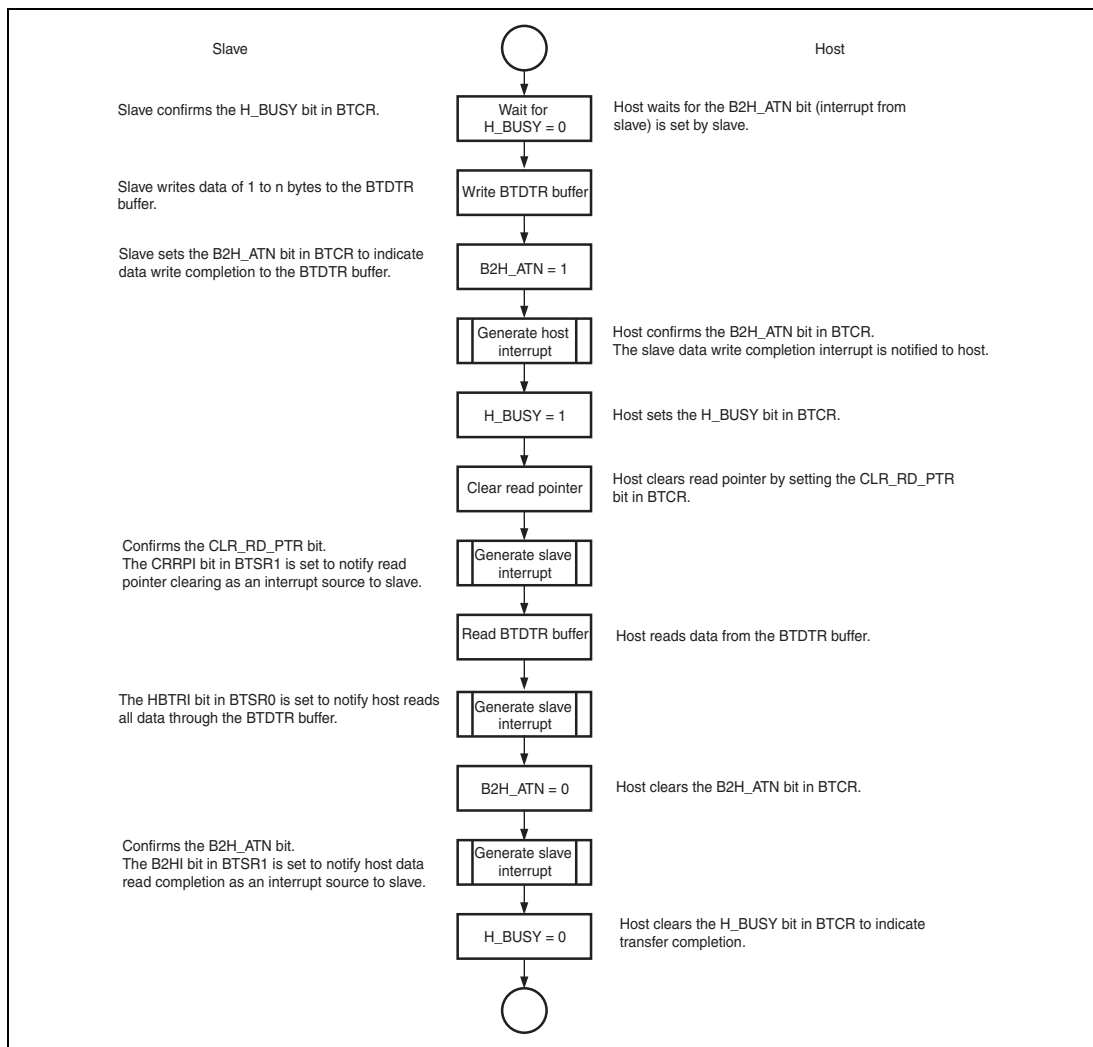 Slave
Host
Slave confirms the H_BUSY bit in BTCR.
Wait for
H_BUSY = 0
Host waits for the B2H_ATN bit (interrupt from
slave) is set by slave.
Slave writes data of 1 to n bytes to the BTDTR
buffer.
Write BTDTR buffer
Slave sets the B2H_ATN bit in BTCR to indicate
data write completion to the BTDTR buffer.
B2H_ATN = 1
Generate host
interrupt
Host confirms the B2H_ATN bit in BTCR.
The slave data write completion interrupt is notified to host.
H_BUSY = 1
Host sets the H_BUSY bit in BTCR.
Clear read pointer
Host clears read pointer by setting the CLR_RD_PTR
bit in BTCR.
Confirms the CLR_RD_PTR bit.
The CRRPI bit in BTSR1 is set to notify read
pointer clearing as an interrupt source to slave.
Generate slave
interrupt
Read BTDTR buffer
Host reads data from the BTDTR buffer.
The HBTRI bit in BTSR0 is set to notify host reads
all data through the BTDTR buffer.
Generate slave
interrupt
B2H_ATN = 0
Host clears the B2H_ATN bit in BTCR.
Confirms the B2H_ATN bit.
The B2HI bit in BTSR1 is set to notify host data
read completion as an interrupt source to slave.
Generate slave
interrupt
H_BUSY = 0
Host clears the H_BUSY bit in BTCR to indicate
transfer completion.